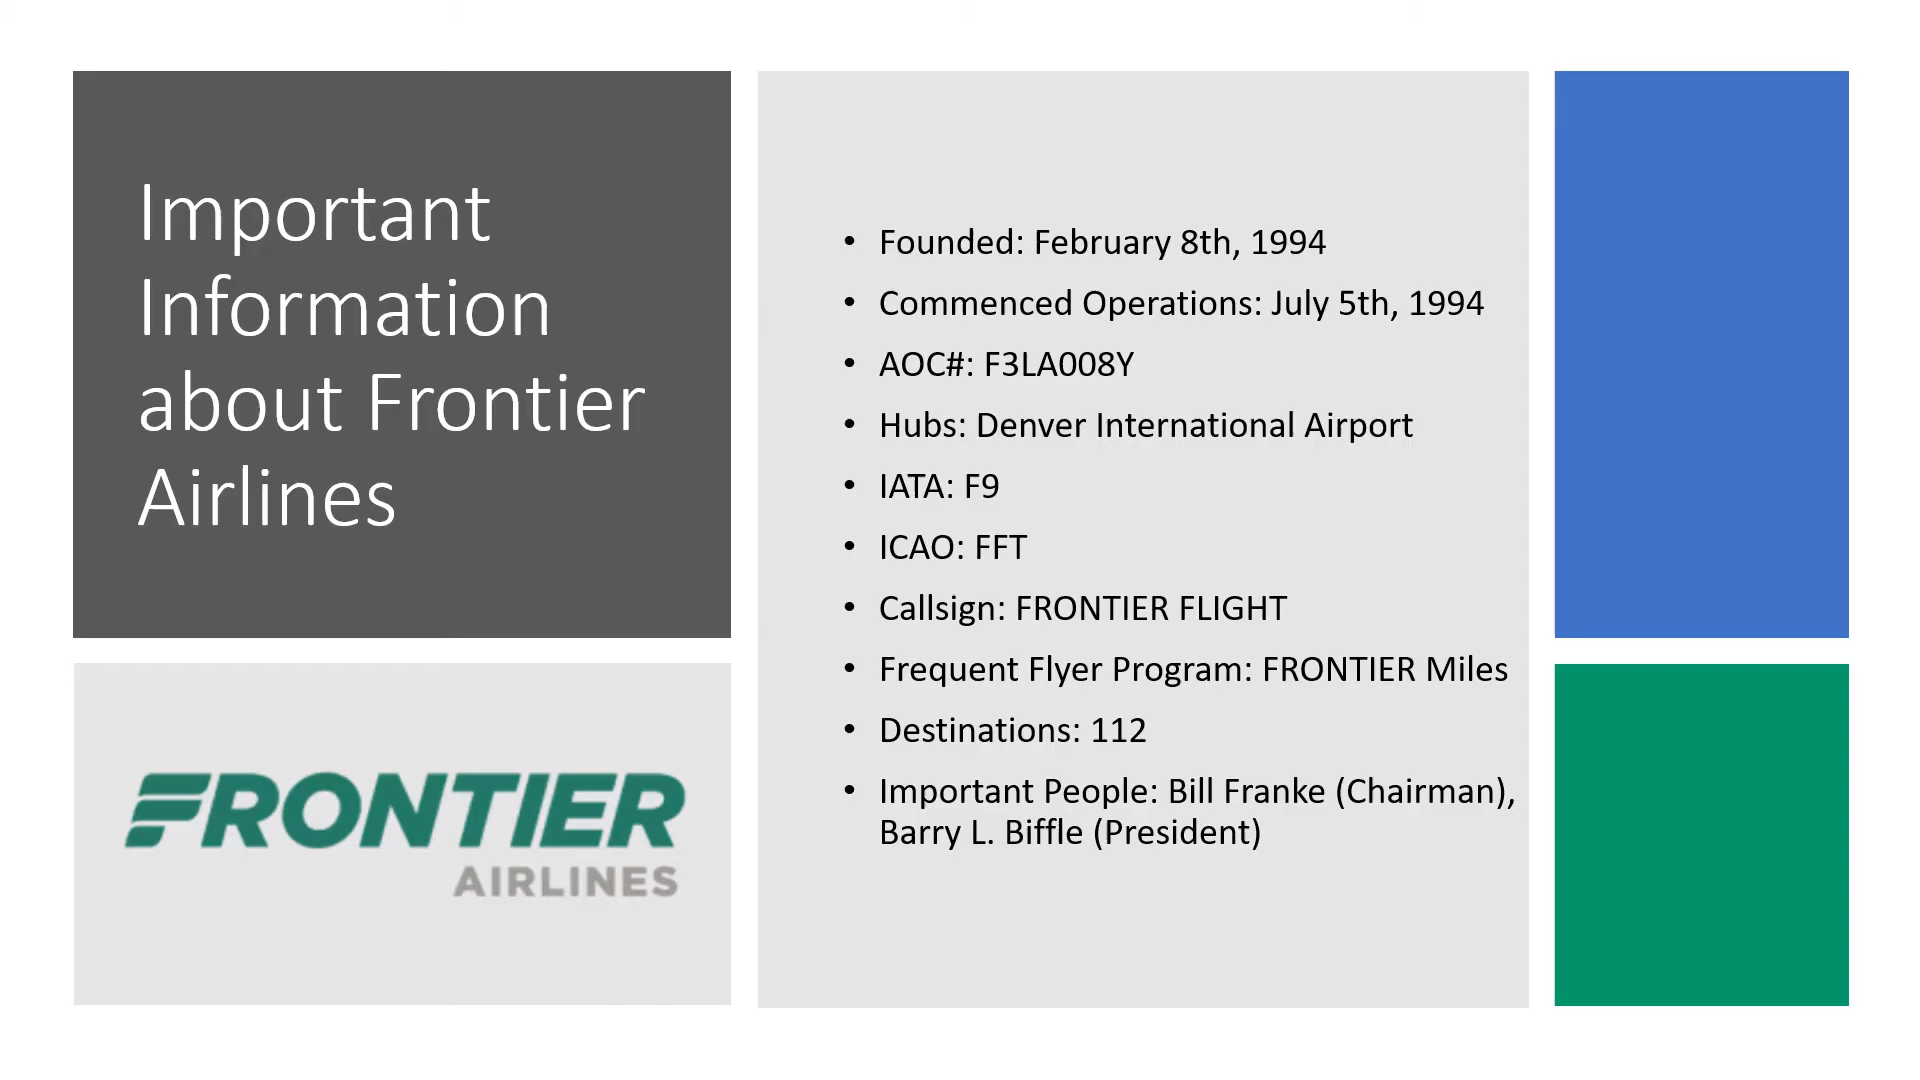 Important
Information
about Frontier
Airlines
FRONTIER
AIRLINES
• Founded: February 8th, 1994
• Commenced Operations: July 5th, 1994
• AOC#: F3LA008Y
• Hubs: Denver International Airport
• IATA: F9
• ICAO: FFT
• Callsign: FRONTIER FLIGHT
• Frequent Flyer Program: FRONTIER Miles
• Destinations: 112
• Important People: Bill Franke (Chairman),
Barry L. Biffle (President)